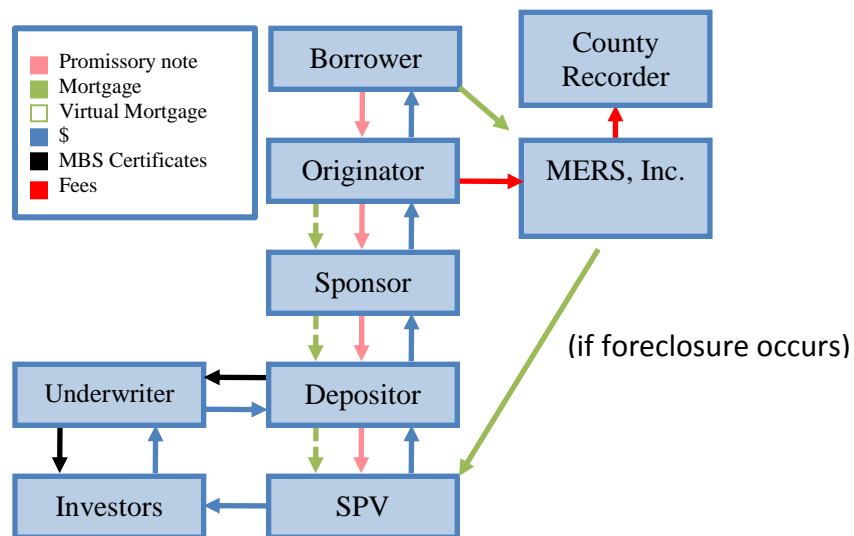 Promissory note
Mortgage
Virtual Mortgage
$
MBS Certificates
Fees
Borrower
County
Recorder
Originator
MERS, Inc.
Sponsor
(if foreclosure occurs)
Underwriter
Depositor
Investors
SPV